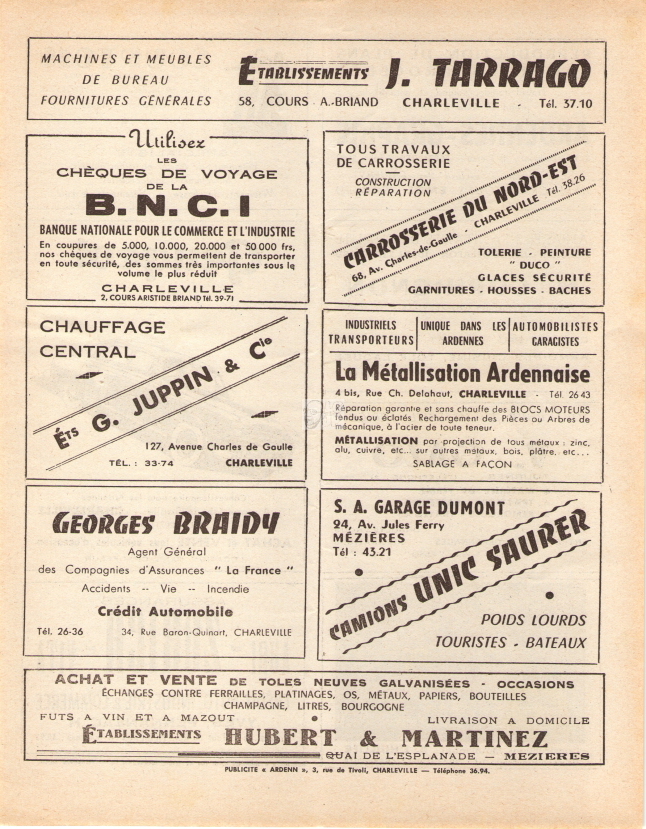 MACHINES ET MEUBLES
DE BUREAU
FOURNITURES GÉNÉRALES
ÉTABLISSEMENTS J. TARRAGO
58, COURS A.-BRIAND CHARLEVILLE - Tél. 37.10
Utilisez
LES
CHÈQUES DE VOYAGE
DE LA
B.N.C.I
BANQUE NATIONALE POUR LE COMMERCE ET L'INDUSTRIE
En coupures de 5.000, 10.000, 20.000 et 50 000 frs,
nos chèques de voyage vous permettent de transporter
en toute sécurité, des sommes très importantes sous le
volume le plus réduit
CHARLEVILLE
2, COURS ARISTIDE BRIAND Tél. 39-71
TOUS TRAVAUX
DE CARROSSERIE
CONSTRUCTION
RÉPARATION
CARROSSERIE DU NORD-EST
68, Av. Charles-de-Gaulle - CHARLEVILLE Tél. 38.26
TOLERIE - PEINTURE
" DUCO "
GLACES SÉCURITÉ
GARNITURES - HOUSSES - BACHES
CHAUFFAGE
CENTRAL
Éts G. JUPPIN & Cie
127, Avenue Charles de Gaulle
TÉL. : 33-74 CHARLEVILLE
INDUSTRIELS
TRANSPORTEURS
UNIQUE DANS LES
ARDENNES
AUTOMOBILISTES
GARAGISTES
La Métallisation Ardennaise
4 bis, Rue Ch. Delahaut, CHARLEVILLE - Tél. 26 43
Réparation garantie et sans chauffe des BLOCS MOTEURS
fendus ou éclatés Rechargement des Pièces ou Arbres de
mécanique, à l'acier de toute teneur.
MÉTALLISATION par projection de tous métaux : zinc,
alu, cuivre, etc... sur autres métaux, bois, plâtre, etc...
SABLAGE A FAÇON
GEORGES BRAIDY
Agent Général
des Compagnies d'Assurances " La France "
Accidents -- Vie -- Incendie
Crédit Automobile
Tél. 26-36 34, Rue Baron-Quinart, CHARLEVILLE
S. A. GARAGE DUMONT
24, Av. Jules Ferry
MÉZIÈRES
Tél : 43.21
CAMIONS UNIC SAURER
POIDS LOURDS
TOURISTES - BATEAUX
ACHAT ET VENTE DE TOLES NEUVES GALVANISÉES - OCCASIONS
ÉCHANGES CONTRE FERRAILLES, PLATINAGES, OS, MÉTAUX, PAPIERS, BOUTEILLES
CHAMPAGNE, LITRES, BOURGOGNE
FUTS A VIN ET A MAZOUT LIVRAISON A DOMICILE
ÉTABLISSEMENTS HUBERT & MARTINEZ
QUAI DE L'ESPLANADE — MEZIERES
PUBLICITE « ARDENN », 3, rue de Tivoli, CHARLEVILLE — Téléphone 36.94.